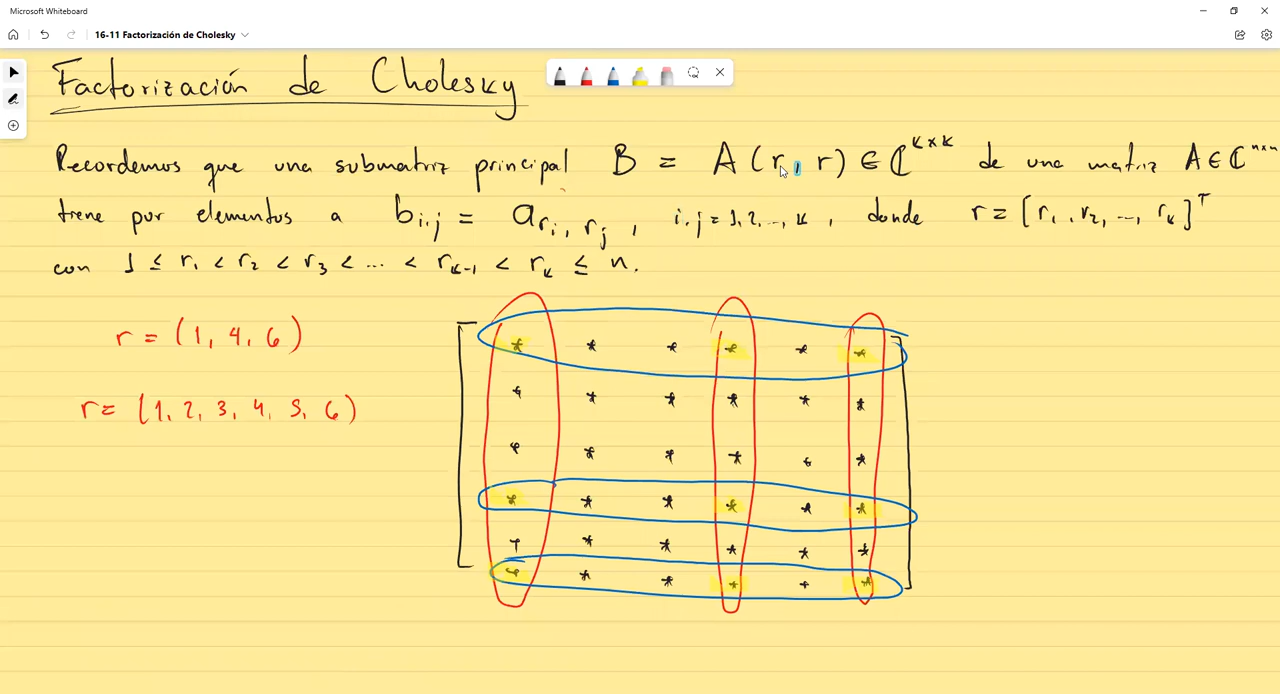 Microsoft Whiteboard
16-11 Factorización de Cholesky
Factorización de Cholesky
Recordemos que una submatriz principal B = A(r, r) ∈ ℂ^{K×K} de una matriz A ∈ ℂ^{n×n}
tiene por elementos a b_{i,j} = a_{r_i, r_j}, i,j = 1, 2, ..., K, donde r = [r_1, r_2, ..., r_K]^T
con 1 ≤ r_1 < r_2 < r_3 < ... < r_{K-1} < r_K ≤ n.
r = (1, 4, 6)
r = (1, 2, 3, 4, 5, 6)
* * * * * *
* * * * * *
* * * * * *
* * * * * *
* * * * * *
* * * * * *